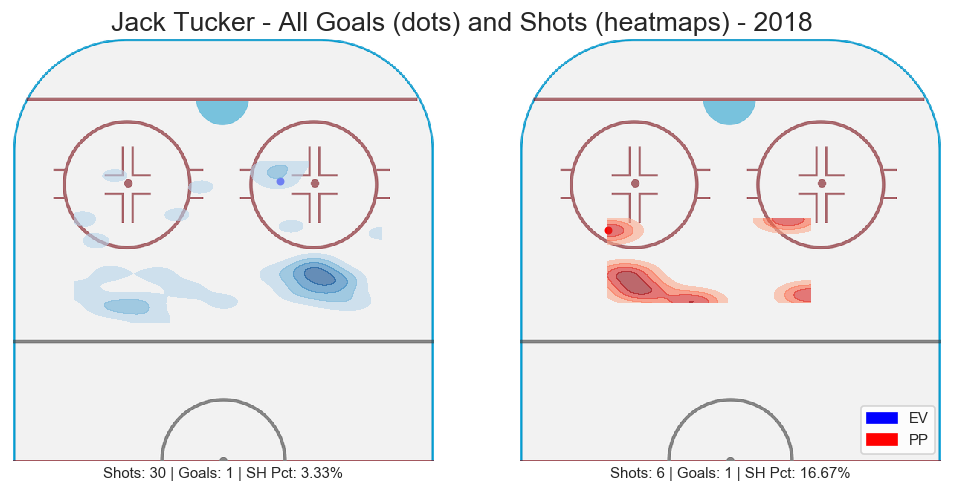 Jack Tucker - All Goals (dots) and Shots (heatmaps) - 2018
EV
PP
Shots: 30 | Goals: 1 | SH Pct: 3.33%
Shots: 6 | Goals: 1 | SH Pct: 16.67%